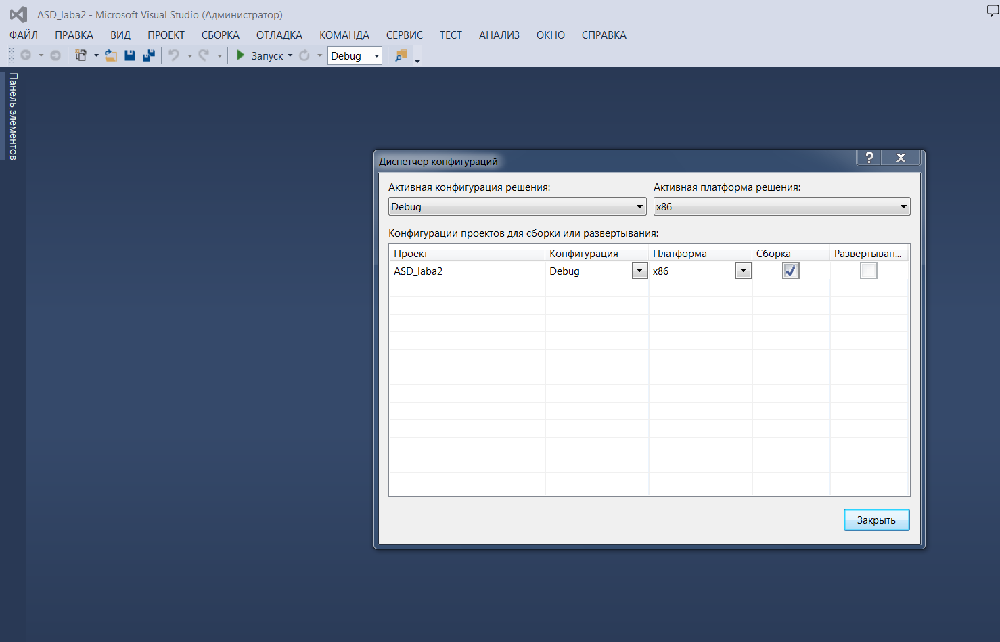 ASD_laba2 - Microsoft Visual Studio (Администратор)
ФАЙЛ ПРАВКА ВИД ПРОЕКТ СБОРКА ОТЛАДКА КОМАНДА СЕРВИС ТЕСТ АНАЛИЗ ОКНО СПРАВКА
Запуск Debug
Панель элементов
Диспетчер конфигураций
Активная конфигурация решения: Активная платформа решения:
Debug x86
Конфигурации проектов для сборки или развертывания:
Проект Конфигурация Платформа Сборка Развертыван...
ASD_laba2 Debug x86
Закрыть